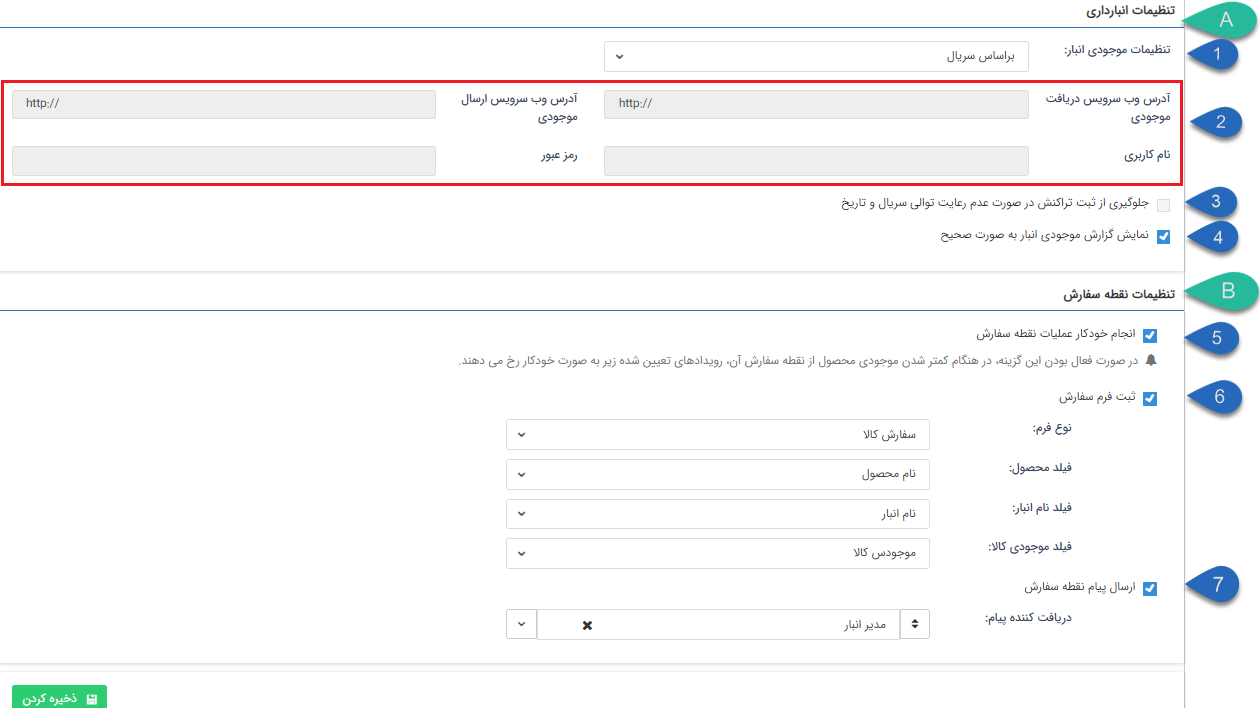 تنظیمات انبارداری
A
تنظیمات موجودی انبار:
براساس سریال
1
آدرس وب سرویس دریافت موجودی
http://
آدرس وب سرویس ارسال موجودی
http://
2
نام کاربری
رمز عبور
جلوگیری از ثبت تراکنش در صورت عدم رعایت توالی سریال و تاریخ
3
نمایش گزارش موجودی انبار به صورت صحیح
4
تنظیمات نقطه سفارش
B
انجام خودکار عملیات نقطه سفارش
5
در صورت فعال بودن این گزینه، در هنگام کمتر شدن موجودی محصول از نقطه سفارش آن، رویدادهای تعیین شده زیر به صورت خودکار رخ می دهند.
ثبت فرم سفارش
6
نوع فرم:
سفارش کالا
فیلد محصول:
نام محصول
فیلد نام انبار:
نام انبار
فیلد موجودی کالا:
موجودس کالا
ارسال پیام نقطه سفارش
7
دریافت کننده پیام:
مدیر انبار
ذخیره کردن